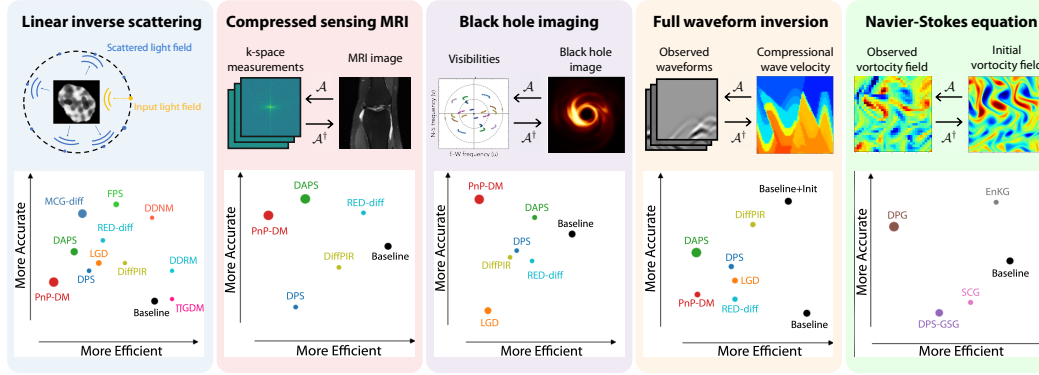 Linear inverse scattering
Scattered light field
Input light field
More Accurate
MCG-diff
FPS
DDNM
RED-diff
DAPS
LGD
DPS
DiffPIR
DDRM
PnP-DM
Baseline
ΠGDM
More Efficient
Compressed sensing MRI
k-space
measurements
MRI image
𝒜
𝒜†
More Accurate
DAPS
RED-diff
PnP-DM
Baseline
DiffPIR
DPS
More Efficient
Black hole imaging
Visibilities
Black hole
image
N-S frequency (v)
E-W frequency (u)
𝒜
𝒜†
More Accurate
PnP-DM
DAPS
Baseline
DPS
DiffPIR
RED-diff
LGD
More Efficient
Full waveform inversion
Observed
waveforms
Compressional
wave velocity
𝒜
𝒜†
More Accurate
Baseline+Init
DiffPIR
DAPS
DPS
LGD
PnP-DM
RED-diff
Baseline
More Efficient
Navier-Stokes equation
Observed
vortocity field
Initial
vortocity field
𝒜
𝒜†
More Accurate
EnKG
DPG
Baseline
SCG
DPS-GSG
More Efficient